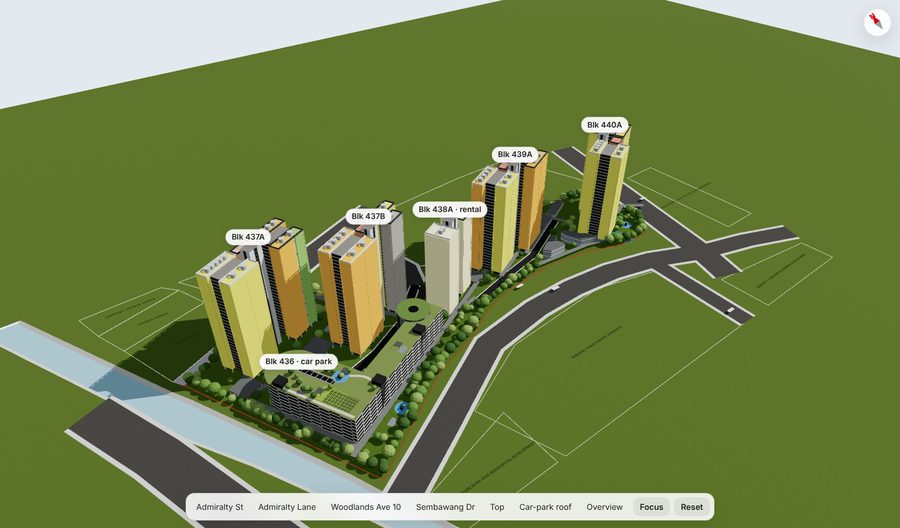 Blk 440A
Blk 439A
Blk 438A · rental
Blk 437B
Blk 437A
Blk 436 · car park
Admiralty St
Admiralty Lane
Woodlands Ave 10
Sembawang Dr
Top
Car-park roof
Overview
Focus
Reset